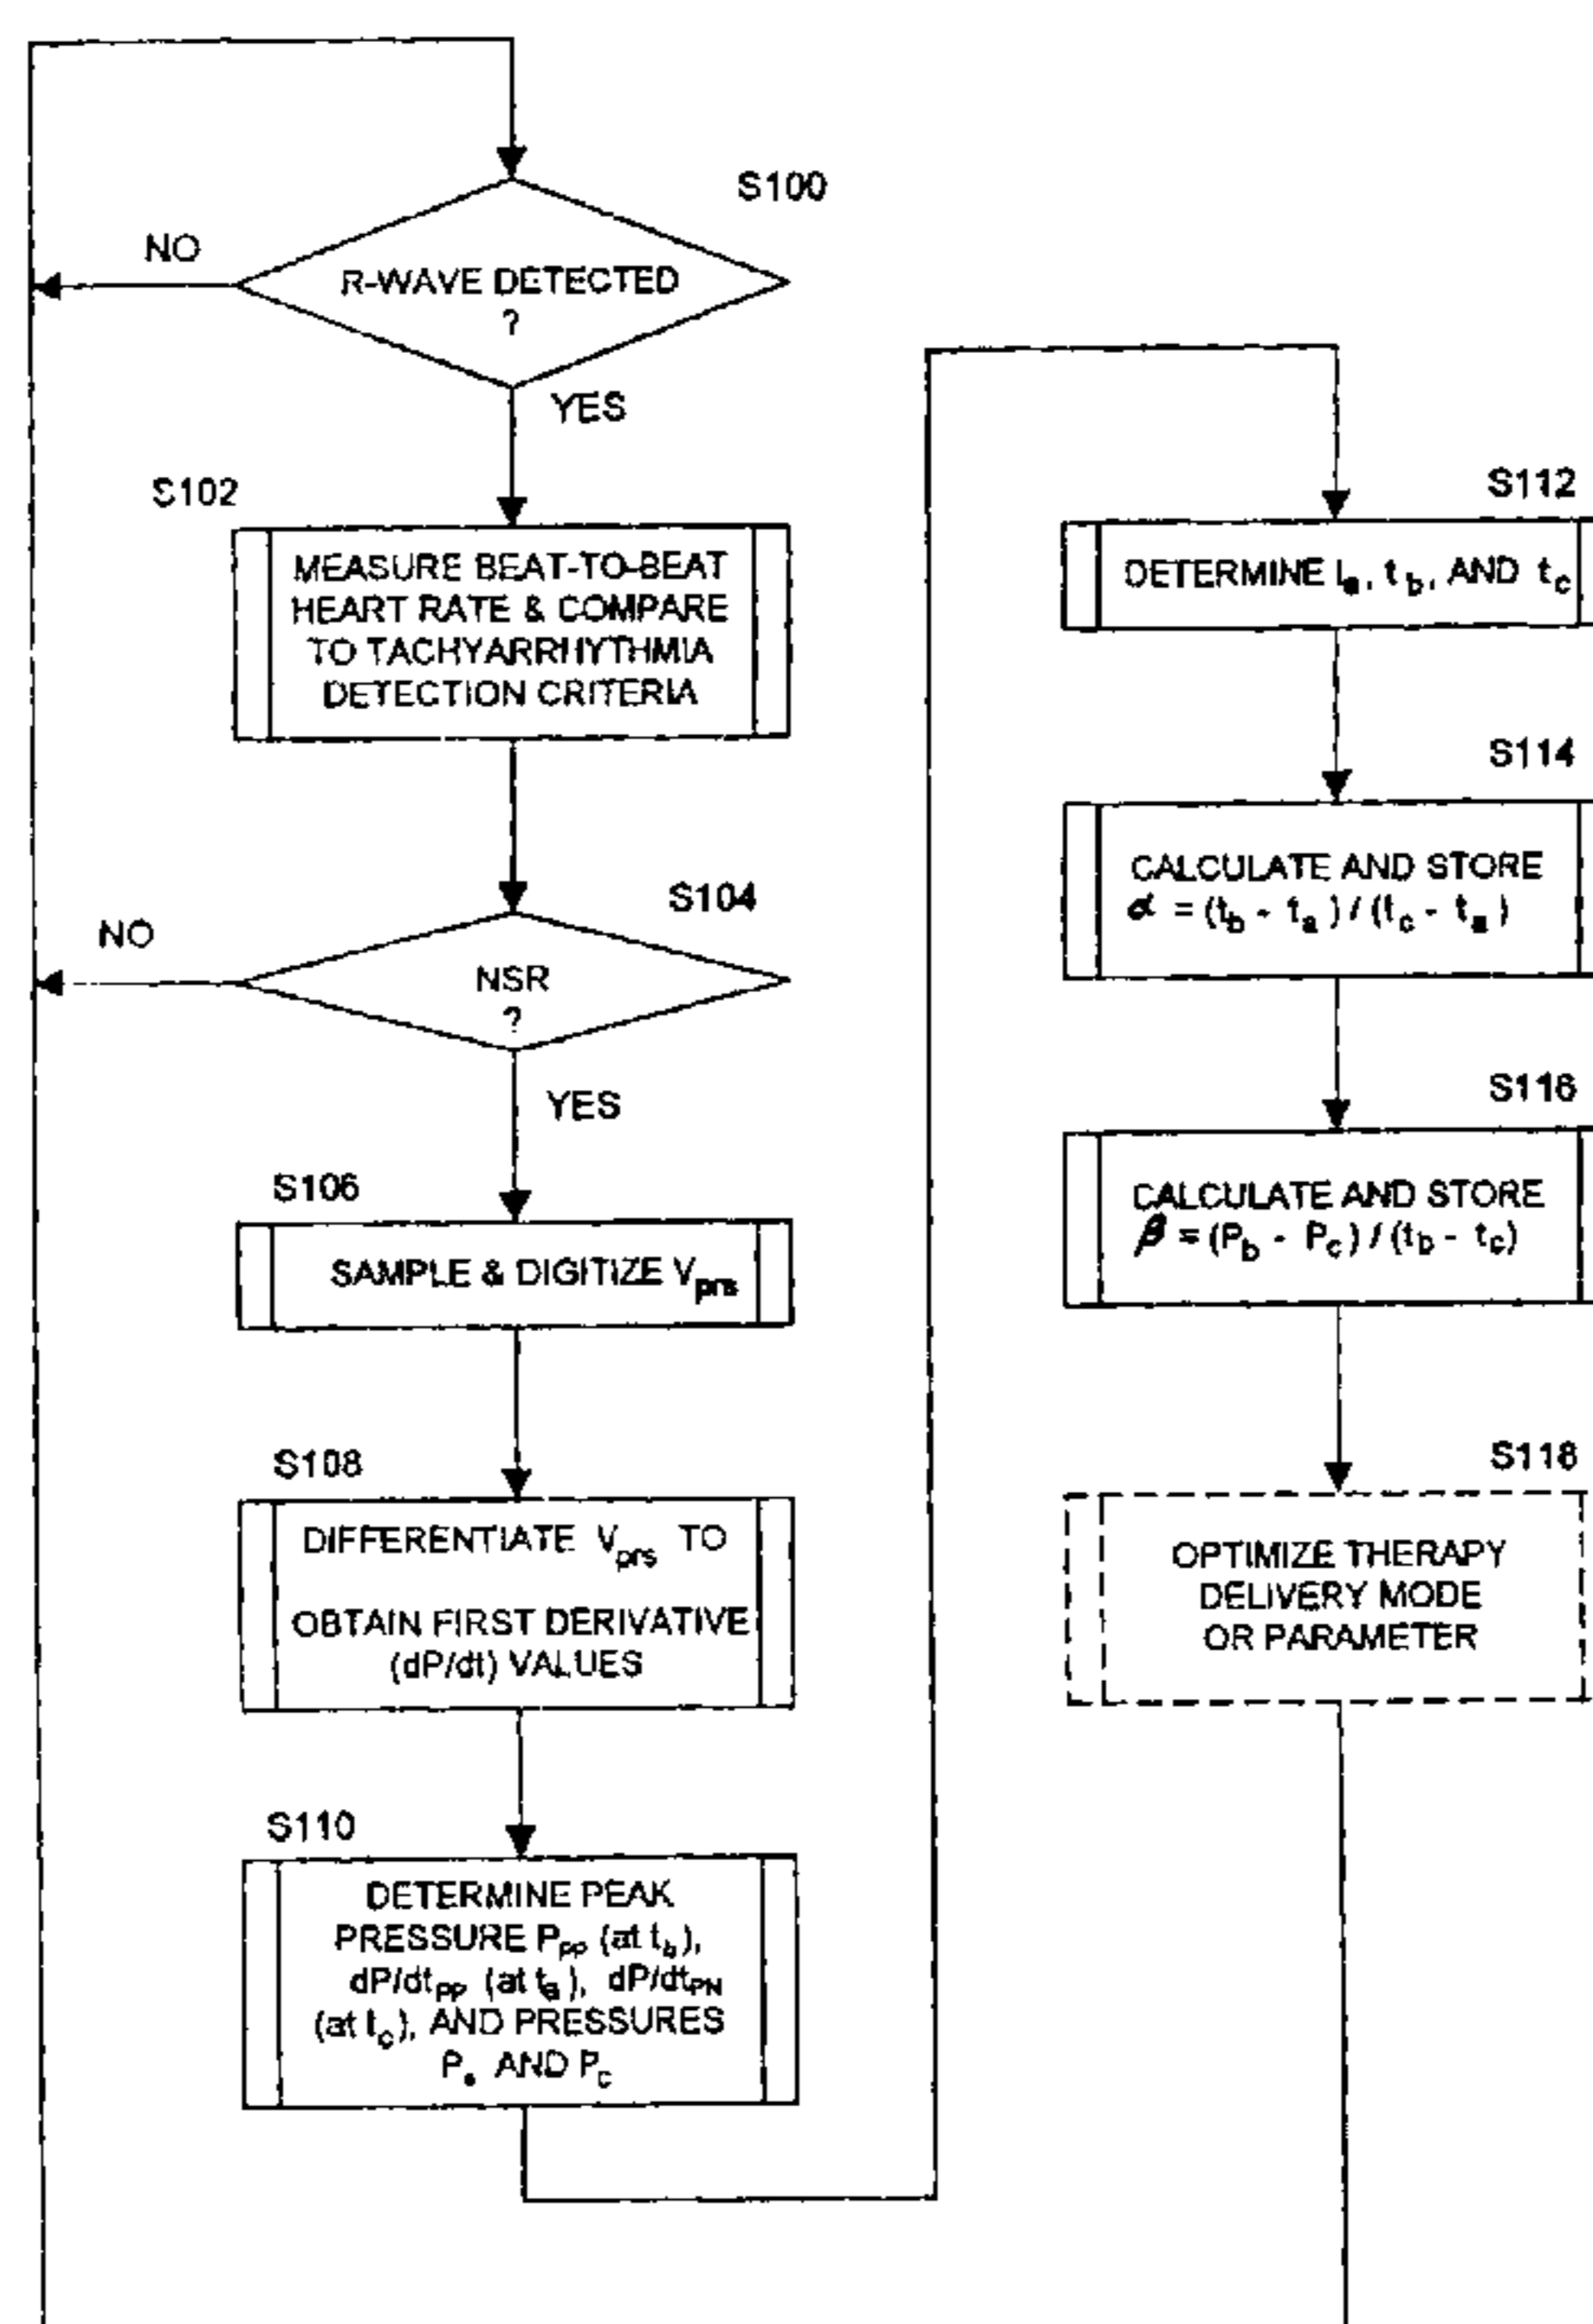 S100
R-WAVE DETECTED
?
NO
YES
S102
MEASURE BEAT-TO-BEAT
HEART RATE & COMPARE
TO TACHYARRHYTHMIA
DETECTION CRITERIA
S104
NSR
?
NO
YES
S106
SAMPLE & DIGITIZE Vprs
S108
DIFFERENTIATE Vprs TO
OBTAIN FIRST DERIVATIVE
(dP/dt) VALUES
S110
DETERMINE PEAK
PRESSURE PPP (at tb),
dP/dtPP (at ta), dP/dtPN
(at tc), AND PRESSURES
Pa AND Pc
S112
DETERMINE ta, tb, AND tc
S114
CALCULATE AND STORE
α = (tb - ta) / (tc - ta)
S116
CALCULATE AND STORE
β = (Pb - Pc) / (tb - tc)
S118
OPTIMIZE THERAPY
DELIVERY MODE
OR PARAMETER